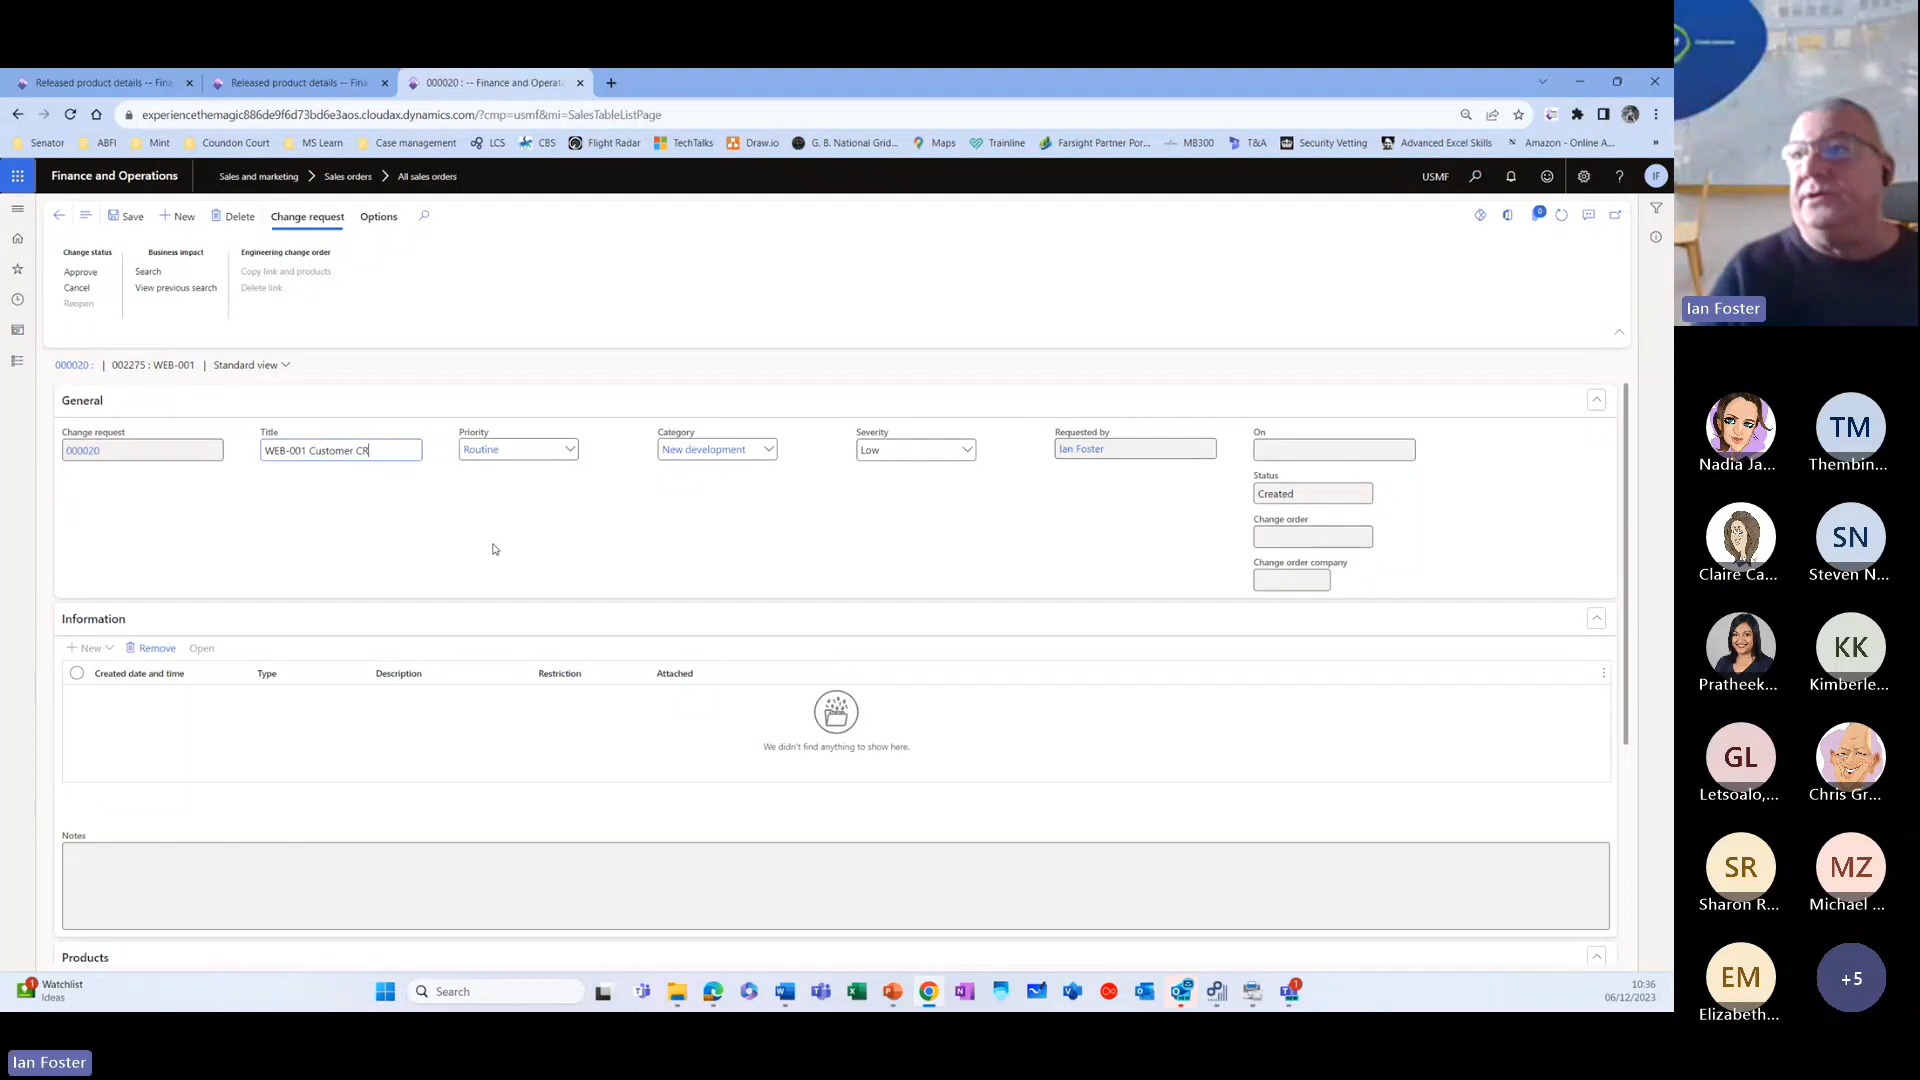 Released product details -- Fina
Released product details -- Fina
000020 : -- Finance and Operati
experiencethemagic886de9f6d73bd6e3aos.cloudax.dynamics.com/?cmp=usmf&mi=SalesTableListPage
Senator ABFI Mint Coundon Court MS Learn Case management LCS CBS Flight Radar TechTalks Draw.io G. B. National Grid... Maps Trainline Farsight Partner Por... MB300 T&A Security Vetting Advanced Excel Skills Amazon - Online A... »
Finance and Operations Sales and marketing Sales orders All sales orders USMF ? IF
Save + New Delete Change request Options 0
Change status Business impact Engineering change order
Approve Search Copy link and products
Cancel View previous search Delete link
Reopen
000020 : | 002275 : WEB-001 | Standard view
General
Change request Title Priority Category Severity Requested by On
000020 WEB-001 Customer CR Routine New development Low Ian Foster
Status
Created
Change order
Change order company
Information
+ New Remove Open
Created date and time Type Description Restriction Attached
We didn't find anything to show here.
Notes
Products
1
Watchlist
Ideas
Search
NEW
1
NEW
10:36
06/12/2023
Ian Foster
Ian Foster
Nadia Ja...
TM
Thembin...
Claire Ca...
SN
Steven N...
Pratheek...
KK
Kimberle...
GL
Letsoalo,...
Chris Gr...
SR
Sharon R...
MZ
Michael ...
EM
Elizabeth...
+5